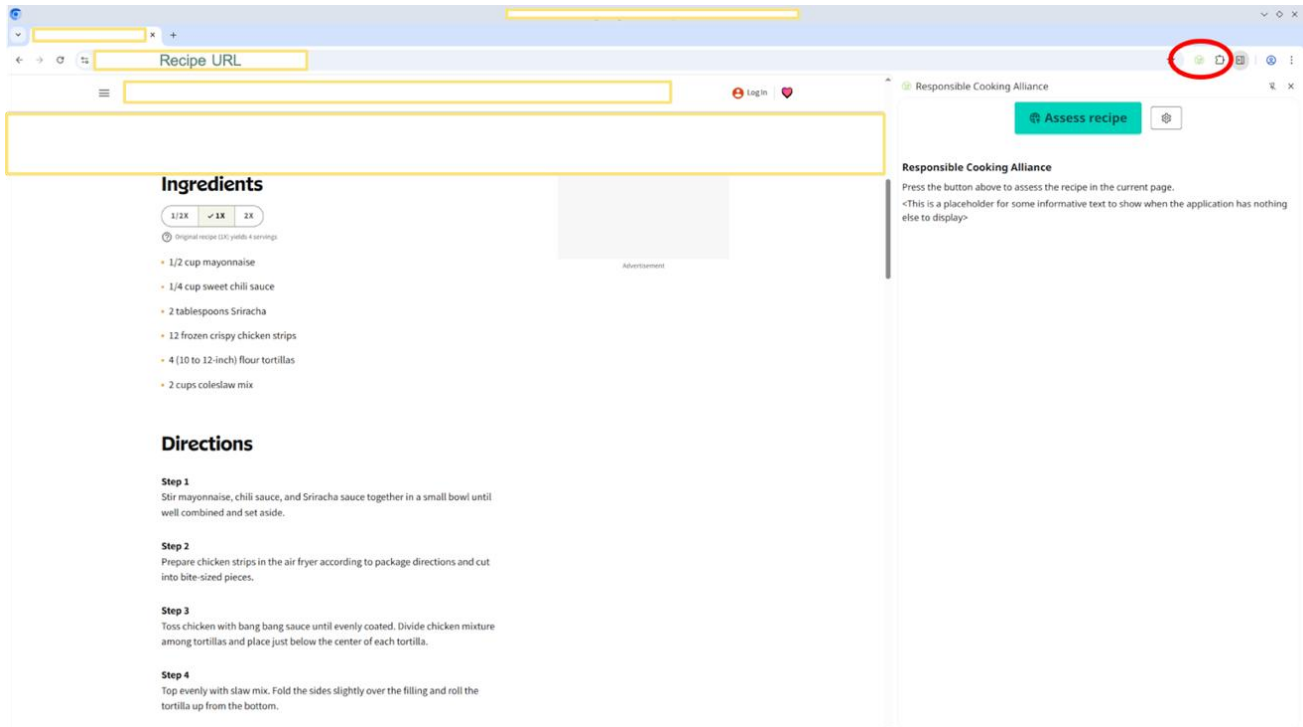 Recipe URL
Log In
Responsible Cooking Alliance
Assess recipe
Responsible Cooking Alliance
Press the button above to assess the recipe in the current page.
<This is a placeholder for some informative text to show when the application has nothing
else to display>
Ingredients
1/2X ✓ 1X 2X
Original recipe (1X) yields 4 servings
• 1/2 cup mayonnaise
• 1/4 cup sweet chili sauce
• 2 tablespoons Sriracha
• 12 frozen crispy chicken strips
• 4 (10 to 12-inch) flour tortillas
• 2 cups coleslaw mix
Advertisement
Directions
Step 1
Stir mayonnaise, chili sauce, and Sriracha sauce together in a small bowl until
well combined and set aside.
Step 2
Prepare chicken strips in the air fryer according to package directions and cut
into bite-sized pieces.
Step 3
Toss chicken with bang bang sauce until evenly coated. Divide chicken mixture
among tortillas and place just below the center of each tortilla.
Step 4
Top evenly with slaw mix. Fold the sides slightly over the filling and roll the
tortilla up from the bottom.